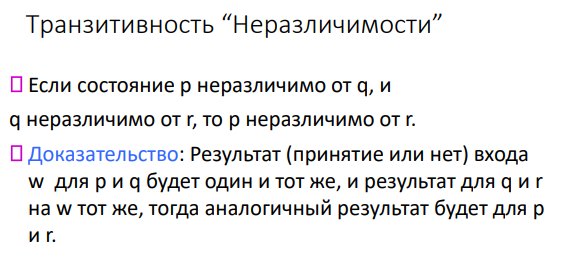 Транзитивность “Неразличимости”
Если состояние p неразличимо от q, и
q неразличимо от r, то p неразличимо от r.
Доказательство: Результат (принятие или нет) входа
w для p и q будет один и тот же, и результат для q и r
на w тот же, тогда аналогичный результат будет для p
и r.